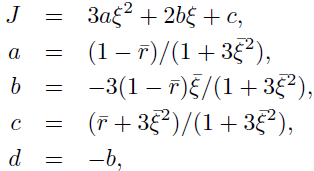 J = 3aξ² + 2bξ + c,
a = (1 − r̄)/(1 + 3ξ̄²),
b = −3(1 − r̄)ξ̄/(1 + 3ξ̄²),
c = (r̄ + 3ξ̄²)/(1 + 3ξ̄²),
d = −b,